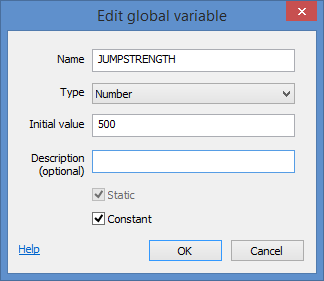 Edit global variable
Name JUMPSTRENGTH
Type Number
Initial value 500
Description
(optional)
Static
Constant
Help OK Cancel